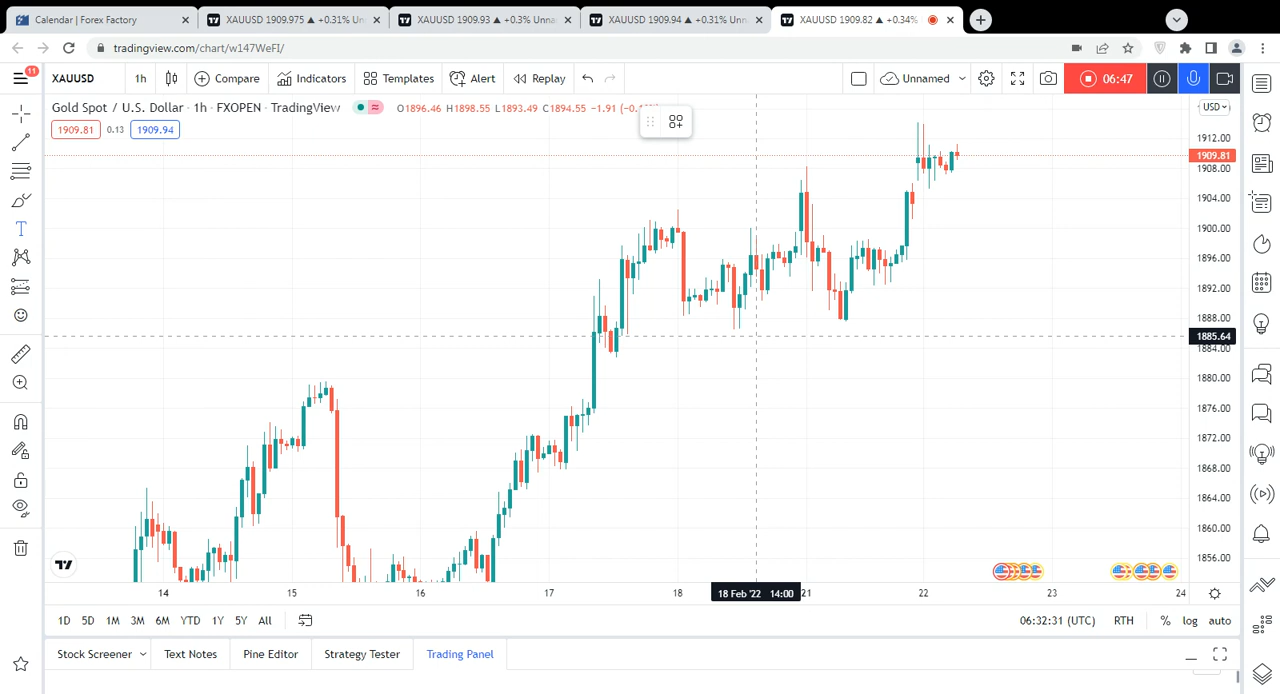 Calendar | Forex Factory
XAUUSD 1909.975 ▲ +0.31% Unna
XAUUSD 1909.93 ▲ +0.3% Unna
XAUUSD 1909.94 ▲ +0.31% Unn
XAUUSD 1909.82 ▲ +0.34%
tradingview.com/chart/w147WeFI/
11
XAUUSD
1h
Compare
Indicators
Templates
Alert
Replay
Unnamed
06:47
Gold Spot / U.S. Dollar · 1h · FXOPEN · TradingView
O1896.46 H1898.55 L1893.49 C1894.55 −1.91
USD
1909.81
0.13
1909.94
1912.00
1909.81
1908.00
1904.00
1900.00
1896.00
1892.00
1888.00
1885.64
1884.00
1880.00
1876.00
1872.00
1868.00
1864.00
1860.00
1856.00
14
15
16
17
18
18 Feb '22 14:00
21
22
23
24
1D 5D 1M 3M 6M YTD 1Y 5Y All
06:32:31 (UTC)
RTH
% log auto
Stock Screener
Text Notes
Pine Editor
Strategy Tester
Trading Panel